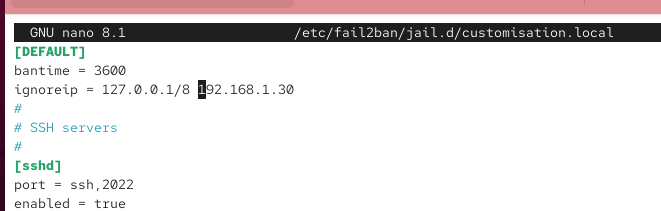 GNU nano 8.1 /etc/fail2ban/jail.d/customisation.local
[DEFAULT]
bantime = 3600
ignoreip = 127.0.0.1/8 192.168.1.30
#
# SSH servers
#
[sshd]
port = ssh,2022
enabled = true